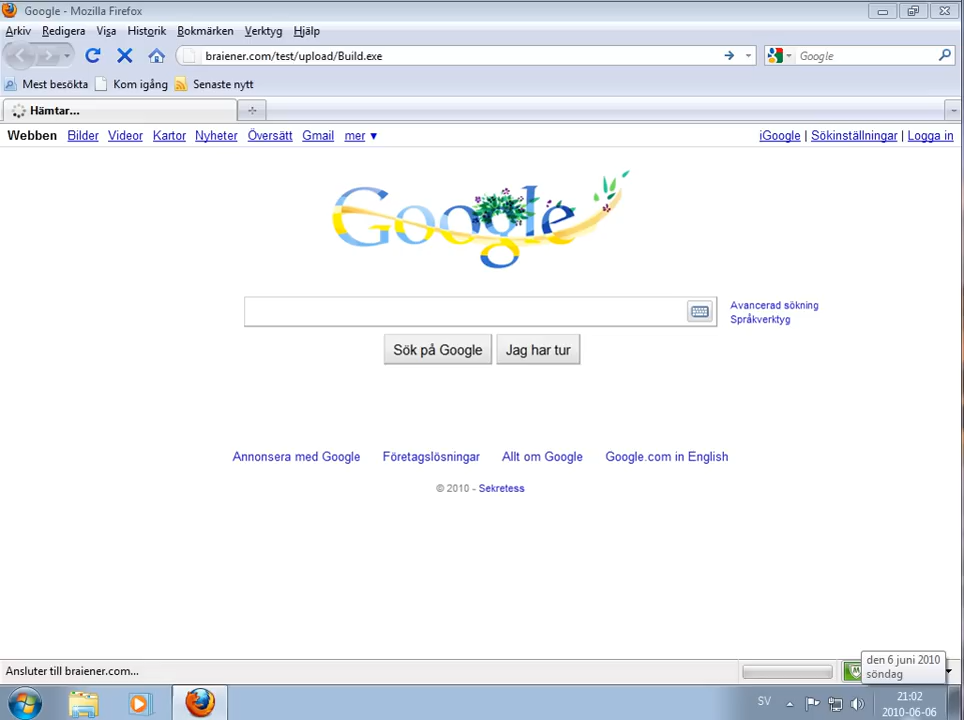 Google - Mozilla Firefox
Arkiv Redigera Visa Historik Bokmärken Verktyg Hjälp
braiener.com/test/upload/Build.exe Google
Mest besökta Kom igång Senaste nytt
Hämtar...
Webben Bilder Videor Kartor Nyheter Översätt Gmail mer ▼ iGoogle | Sökinställningar | Logga in
Google
Avancerad sökning
Språkverktyg
Sök på Google Jag har tur
Annonsera med Google Företagslösningar Allt om Google Google.com in English
© 2010 - Sekretess
den 6 juni 2010
söndag
Ansluter till braiener.com...
SV 21:02
2010-06-06